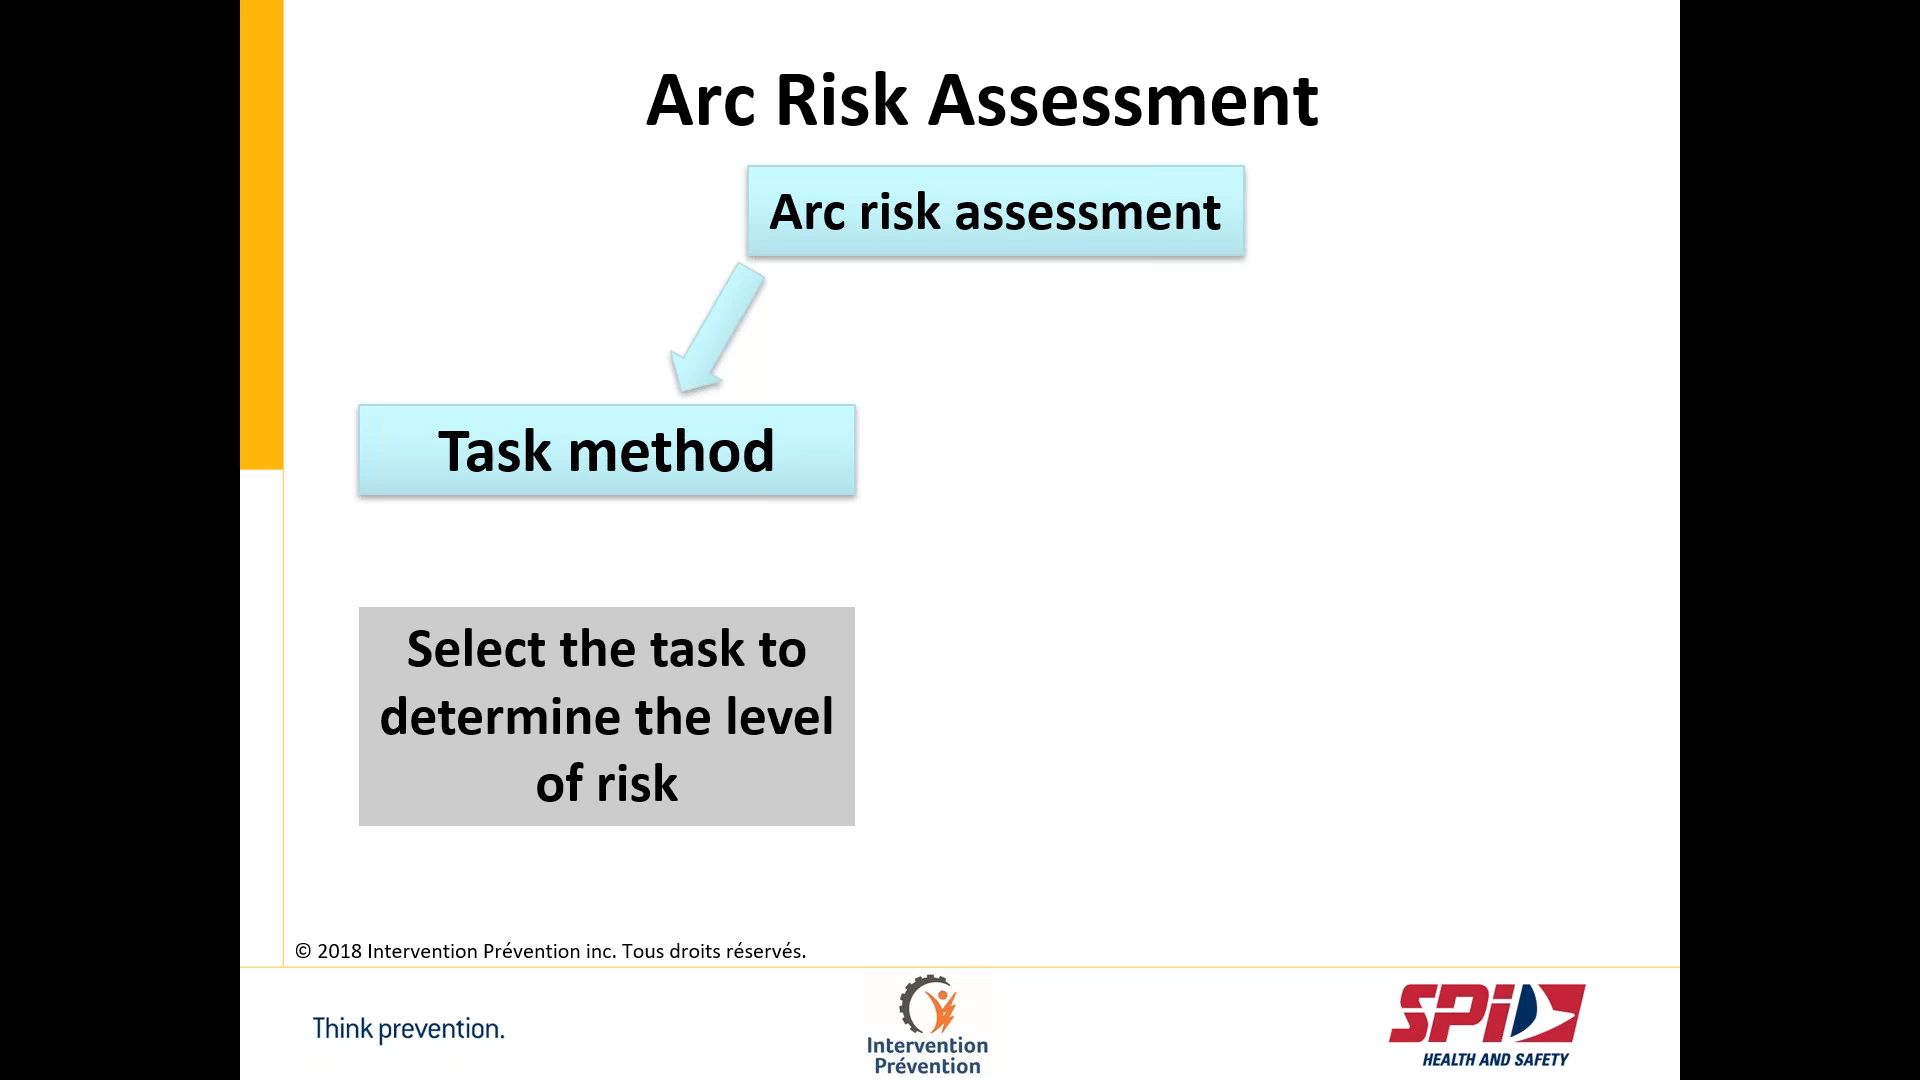 Arc Risk Assessment
Arc risk assessment
Task method
Select the task to
determine the level
of risk
© 2018 Intervention Prévention inc. Tous droits réservés.
Think prevention.
Intervention
Prévention
SPi
HEALTH AND SAFETY